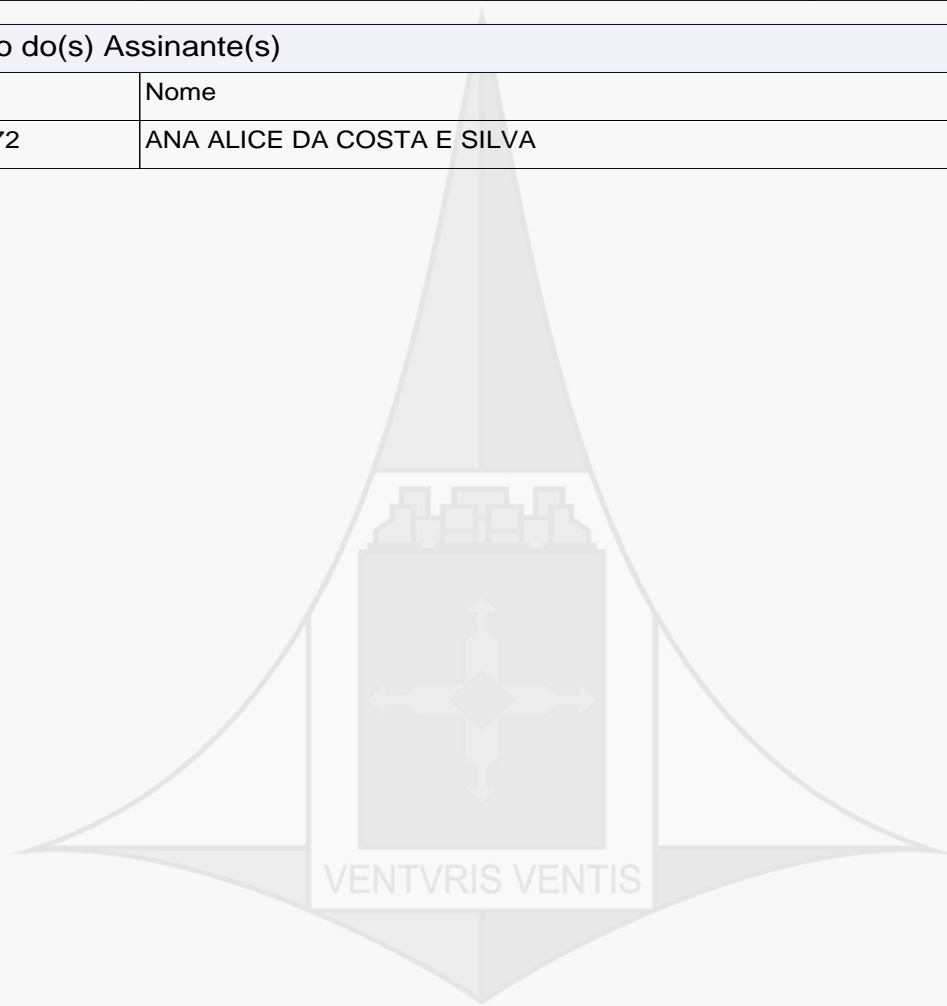 o do(s) Assinante(s)
Nome
72 ANA ALICE DA COSTA E SILVA
VENTVRIS VENTIS